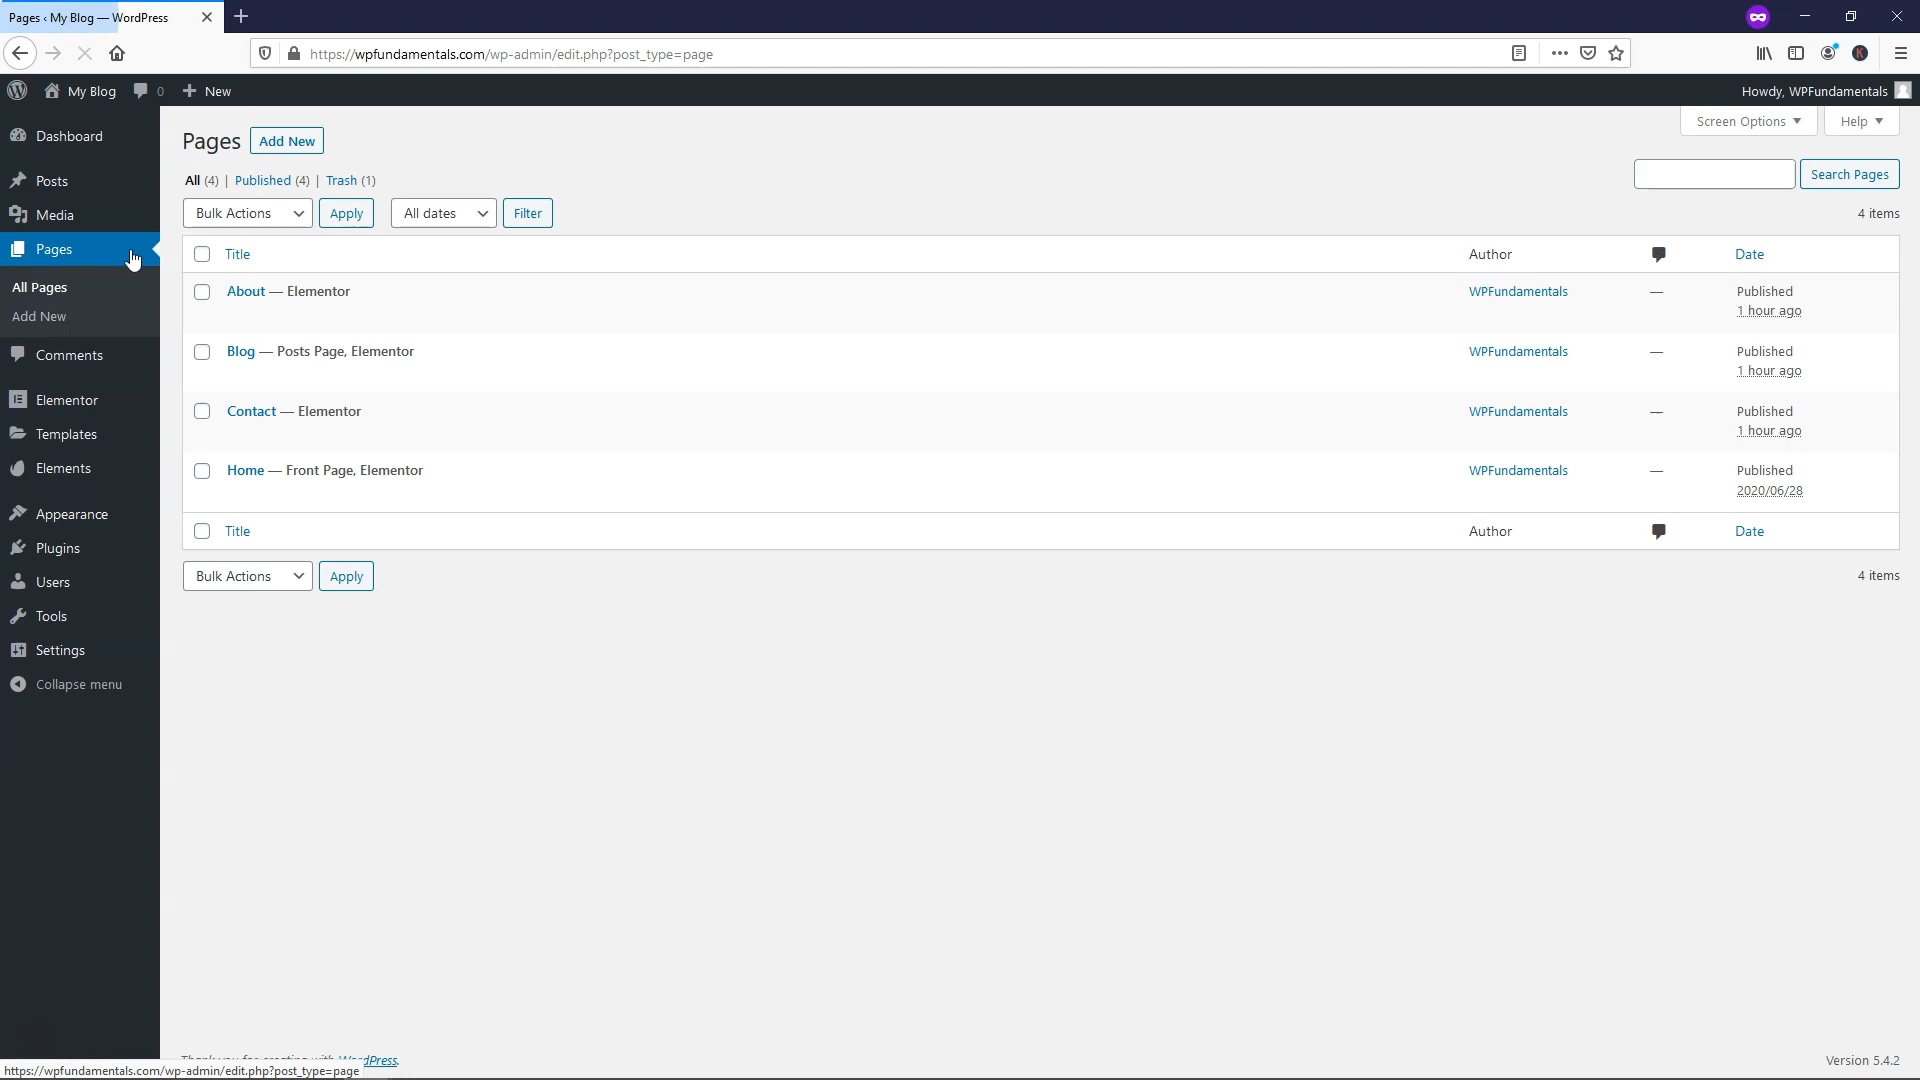 Pages ‹ My Blog — WordPress
https://wpfundamentals.com/wp-admin/edit.php?post_type=page
My Blog 0 New
Howdy, WPFundamentals
Dashboard
Posts
Media
Pages
All Pages
Add New
Comments
Elementor
Templates
Elements
Appearance
Plugins
Users
Tools
Settings
Collapse menu
Screen Options Help
Pages Add New
All (4) | Published (4) | Trash (1)
Search Pages
Bulk Actions Apply All dates Filter
4 items
Title Author Date
About — Elementor WPFundamentals — Published
1 hour ago
Blog — Posts Page, Elementor WPFundamentals — Published
1 hour ago
Contact — Elementor WPFundamentals — Published
1 hour ago
Home — Front Page, Elementor WPFundamentals — Published
2020/06/28
Title Author Date
Bulk Actions Apply
4 items
Thank you for creating with WordPress.
Version 5.4.2
https://wpfundamentals.com/wp-admin/edit.php?post_type=page